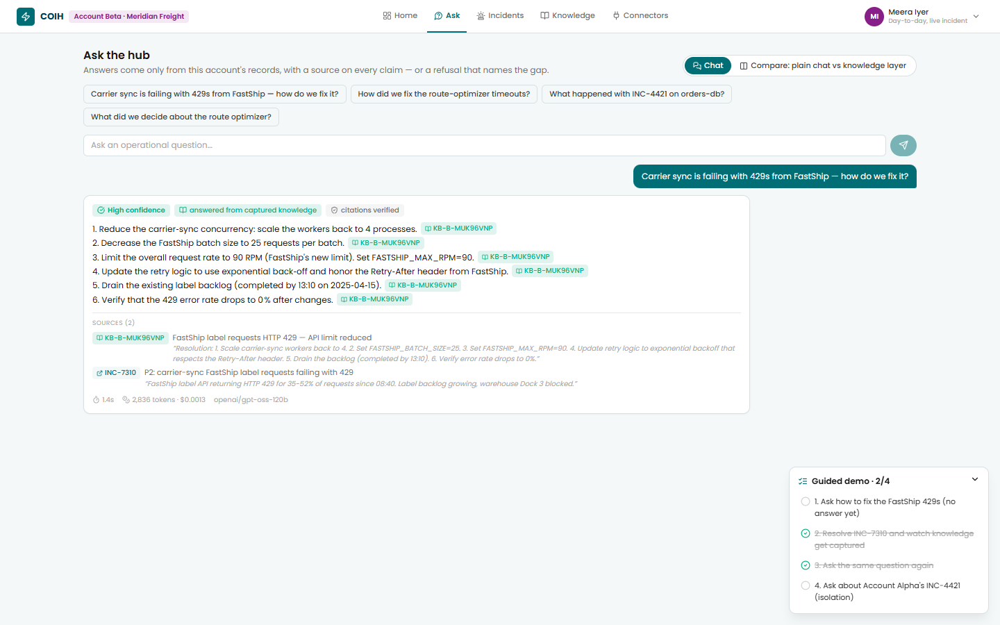 COIH Account Beta · Meridian Freight
Home Ask Incidents Knowledge Connectors
MI Meera Iyer
Day-to-day, live incident
Ask the hub
Answers come only from this account's records, with a source on every claim — or a refusal that names the gap.
Chat Compare: plain chat vs knowledge layer
Carrier sync is failing with 429s from FastShip — how do we fix it? How did we fix the route-optimizer timeouts? What happened with INC-4421 on orders-db?
What did we decide about the route optimizer?
Ask an operational question...
Carrier sync is failing with 429s from FastShip — how do we fix it?
High confidence answered from captured knowledge citations verified
1. Reduce the carrier-sync concurrency: scale the workers back to 4 processes. KB-B-MUK96VNP
2. Decrease the FastShip batch size to 25 requests per batch. KB-B-MUK96VNP
3. Limit the overall request rate to 90 RPM (FastShip's new limit). Set FASTSHIP_MAX_RPM=90. KB-B-MUK96VNP
4. Update the retry logic to use exponential back-off and honor the Retry-After header from FastShip. KB-B-MUK96VNP
5. Drain the existing label backlog (completed by 13:10 on 2025-04-15). KB-B-MUK96VNP
6. Verify that the 429 error rate drops to 0 % after changes. KB-B-MUK96VNP
SOURCES (2)
KB-B-MUK96VNP FastShip label requests HTTP 429 — API limit reduced
"Resolution: 1. Scale carrier-sync workers back to 4. 2. Set FASTSHIP_BATCH_SIZE=25. 3. Set FASTSHIP_MAX_RPM=90. 4. Update retry logic to exponential backoff that
respects the Retry-After header. 5. Drain the backlog (completed by 13:10). 6. Verify error rate drops to 0%."
INC-7310 P2: carrier-sync FastShip label requests failing with 429
"FastShip label API returning HTTP 429 for 35-52% of requests since 08:40. Label backlog growing, warehouse Dock 3 blocked."
1.4s 2,836 tokens · $0.0013 openai/gpt-oss-120b
Guided demo · 2/4
1. Ask how to fix the FastShip 429s (no
answer yet)
2. Resolve INC-7310 and watch knowledge
get captured
3. Ask the same question again
4. Ask about Account Alpha's INC-4421
(isolation)